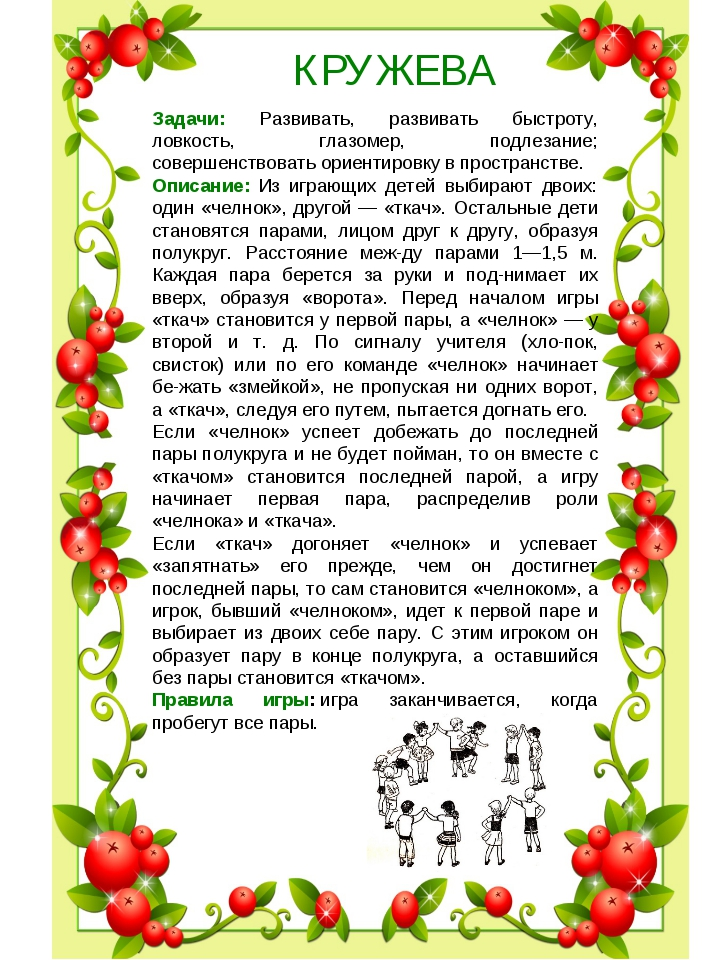 КРУЖЕВА
Задачи: Развивать, развивать быстроту,
ловкость, глазомер, подлезание;
совершенствовать ориентировку в пространстве.
Описание: Из играющих детей выбирают двоих:
один «челнок», другой — «ткач». Остальные дети
становятся парами, лицом друг к другу, образуя
полукруг. Расстояние меж-ду парами 1—1,5 м.
Каждая пара берется за руки и под-нимает их
вверх, образуя «ворота». Перед началом игры
«ткач» становится у первой пары, а «челнок» — у
второй и т. д. По сигналу учителя (хло-пок,
свисток) или по его команде «челнок» начинает
бе-жать «змейкой», не пропуская ни одних ворот,
а «ткач», следуя его путем, пытается догнать его.
Если «челнок» успеет добежать до последней
пары полукруга и не будет пойман, то он вместе с
«ткачом» становится последней парой, а игру
начинает первая пара, распределив роли
«челнока» и «ткача».
Если «ткач» догоняет «челнок» и успевает
«запятнать» его прежде, чем он достигнет
последней пары, то сам становится «челноком», а
игрок, бывший «челноком», идет к первой паре и
выбирает из двоих себе пару. С этим игроком он
образует пару в конце полукруга, а оставшийся
без пары становится «ткачом».
Правила игры: игра заканчивается, когда
пробегут все пары.